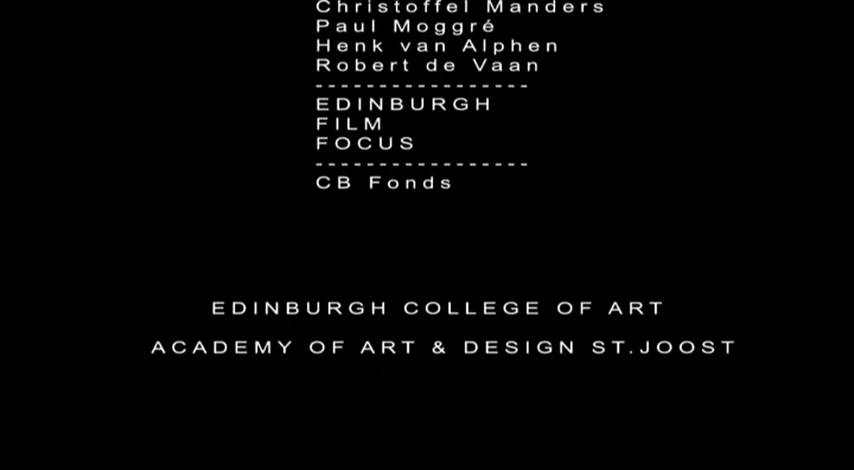 Christoffel Manders
Paul Moggré
Henk van Alphen
Robert de Vaan
-----------------
EDINBURGH
FILM
FOCUS
-----------------
CB Fonds
EDINBURGH COLLEGE OF ART
ACADEMY OF ART & DESIGN ST.JOOST